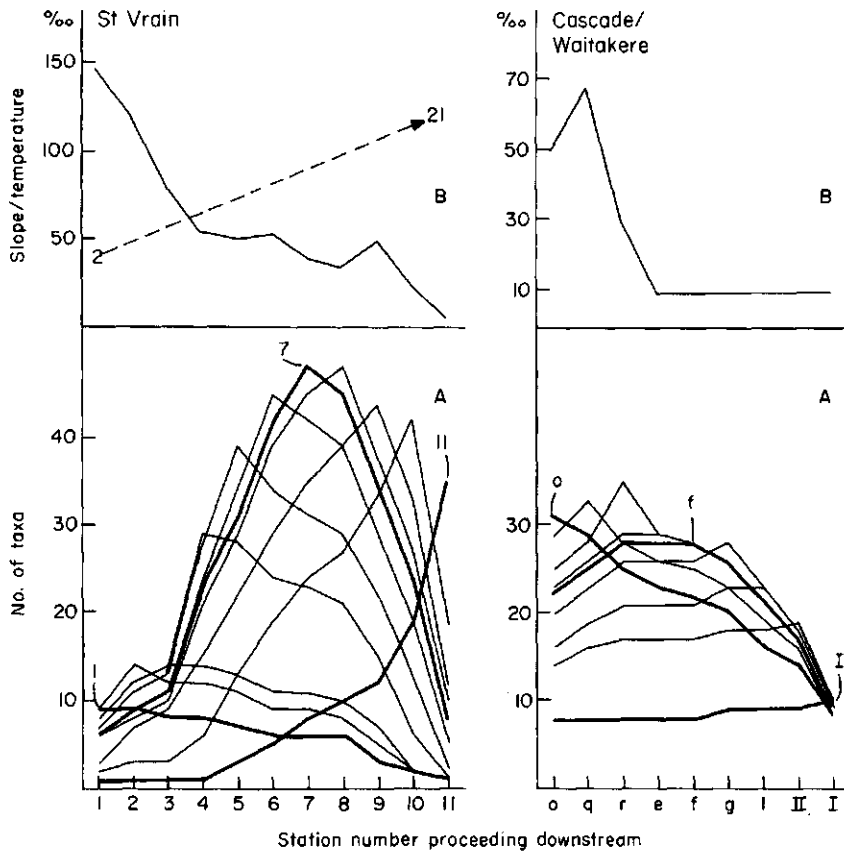 ‰ St Vrain
150
100
50
Slope/temperature
2
21
B
‰ Cascade/
Waitakere
70
50
30
10
B
40
30
20
10
No. of taxa
7
A
11
1
1 2 3 4 5 6 7 8 9 10 11
30
20
10
A
o
f
I
o q r e f g l II I
Station number proceeding downstream